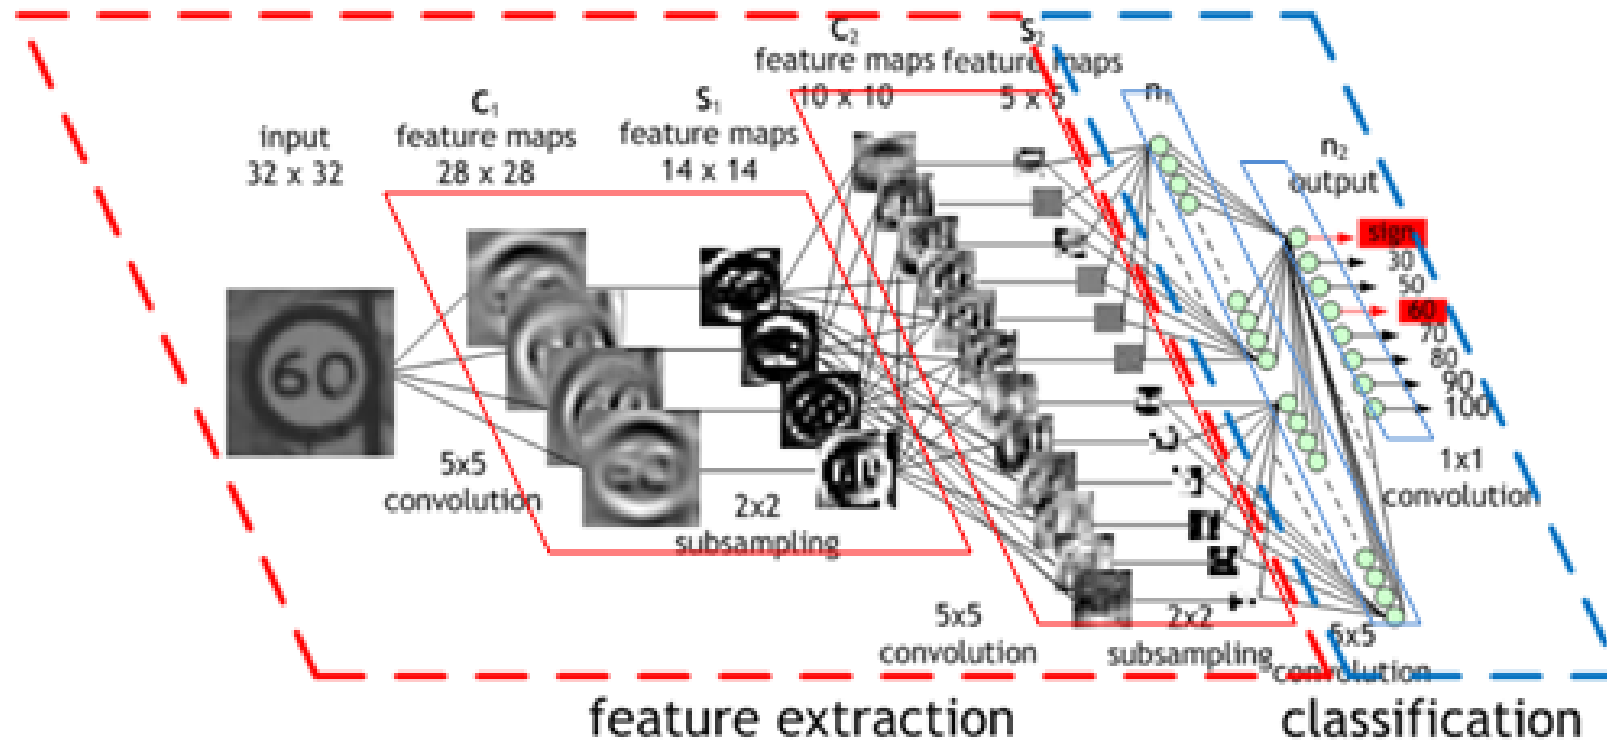 input
32 x 32
C1
feature maps
28 x 28
S1
feature maps
14 x 14
C2
feature maps
10 x 10
S2
feature maps
5 x 5
n1
n2
output
60
sign
30
50
60
70
80
90
100
5x5
convolution
2x2
subsampling
5x5
convolution
2x2
subsampling
5x5
convolution
1x1
convolution
feature extraction
classification